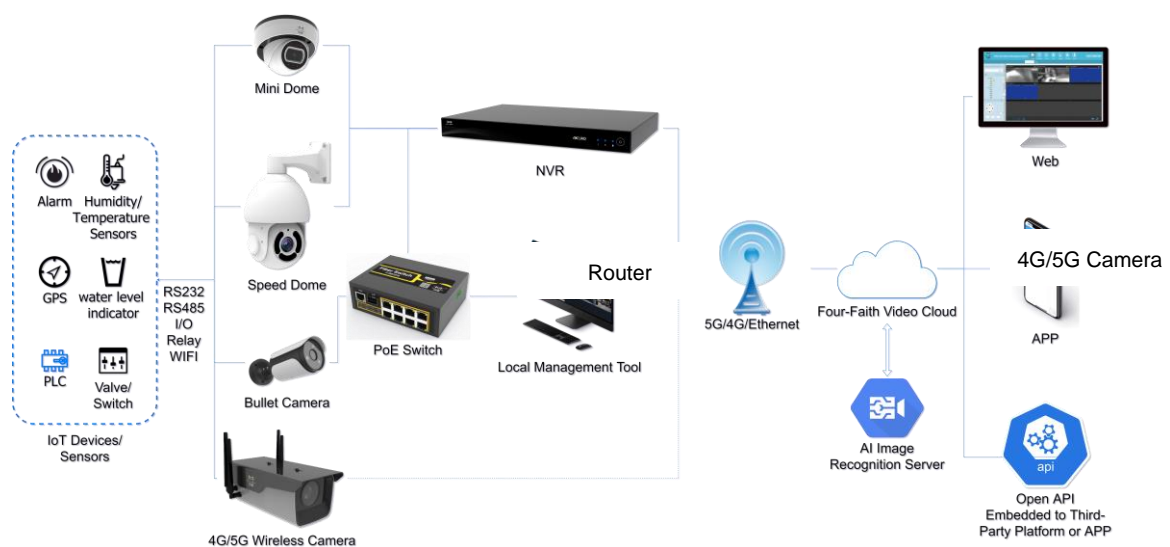 Mini Dome
NVR
Web
Alarm
Humidity/
Temperature
Sensors
GPS
water level
indicator
PLC
Valve/
Switch
IoT Devices/
Sensors
RS232
RS485
I/O
Relay
WIFI
Speed Dome
PoE Switch
Router
Local Management Tool
Bullet Camera
4G/5G Wireless Camera
5G/4G/Ethernet
Four-Faith Video Cloud
AI Image
Recognition Server
4G/5G Camera
APP
api
Open API
Embedded to Third-
Party Platform or APP